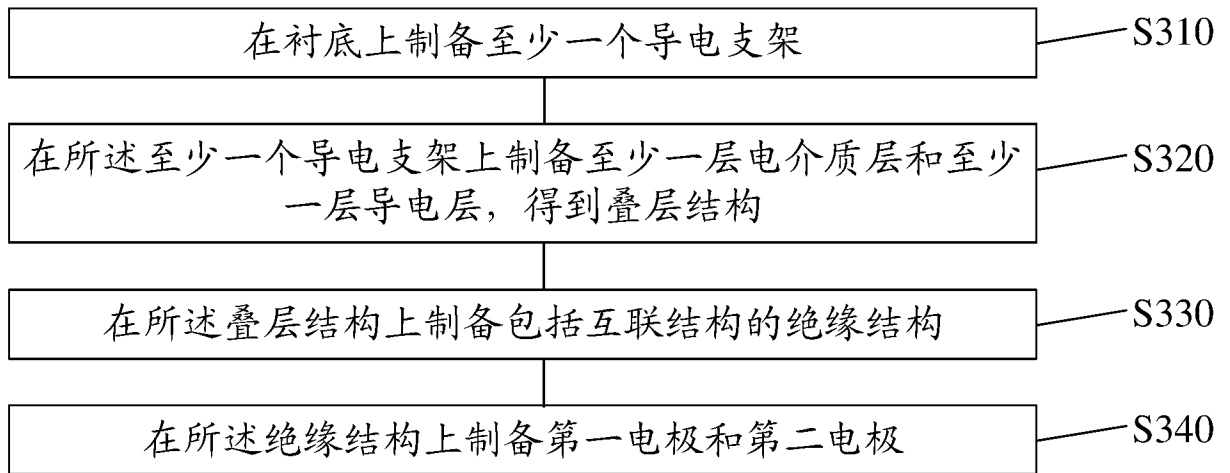 在衬底上制备至少一个导电支架
S310
在所述至少一个导电支架上制备至少一层电介质层和至少
一层导电层，得到叠层结构
S320
在所述叠层结构上制备包括互联结构的绝缘结构
S330
在所述绝缘结构上制备第一电极和第二电极
S340